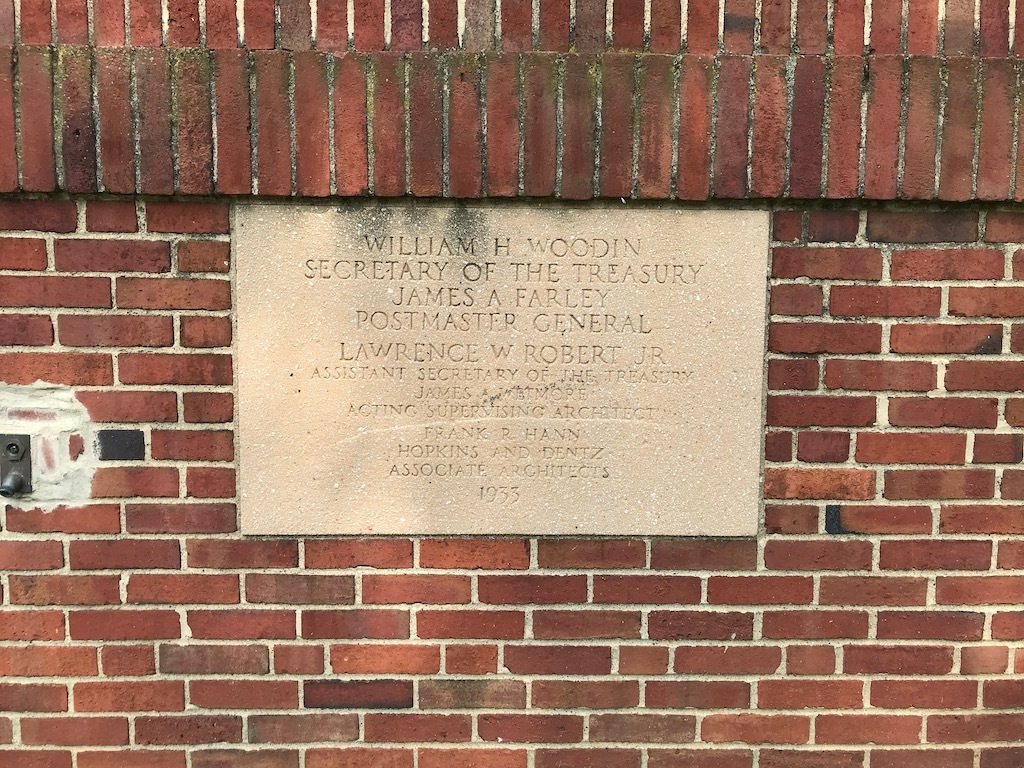 WILLIAM H WOODIN
SECRETARY OF THE TREASURY
JAMES A FARLEY
POSTMASTER GENERAL
LAWRENCE W ROBERT JR
ASSISTANT SECRETARY OF THE TREASURY
JAMES A WETMORE
ACTING SUPERVISING ARCHITECT
FRANK R HANN
HOPKINS AND DENTZ
ASSOCIATE ARCHITECTS
1933